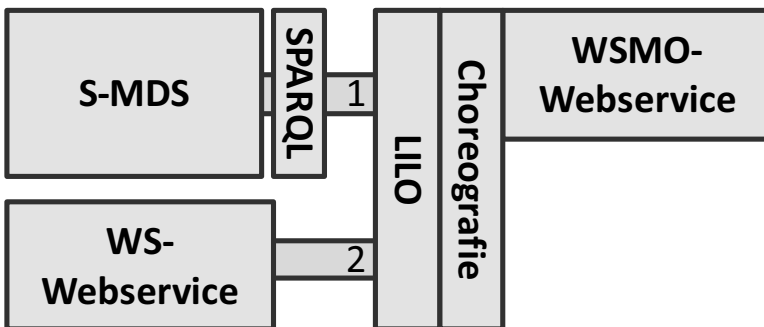 S-MDS
SPARQL
1
LILO
Choreografie
WSMO-
Webservice
WS-
Webservice
2